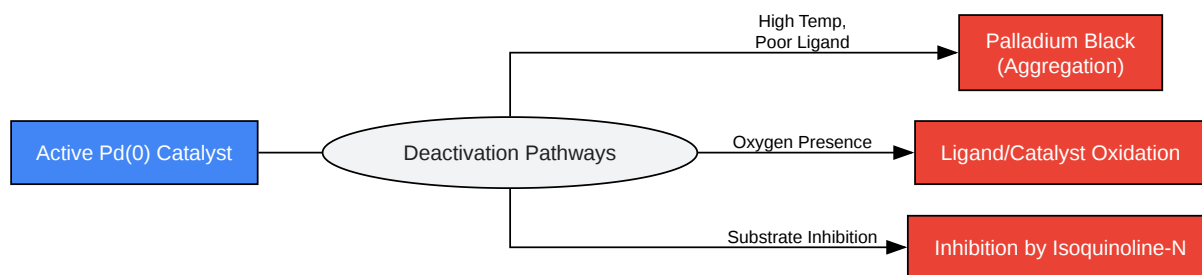 High Temp,
Poor Ligand
Palladium Black
(Aggregation)
Active Pd(0) Catalyst
Deactivation Pathways
Oxygen Presence
Ligand/Catalyst Oxidation
Substrate Inhibition
Inhibition by Isoquinoline-N